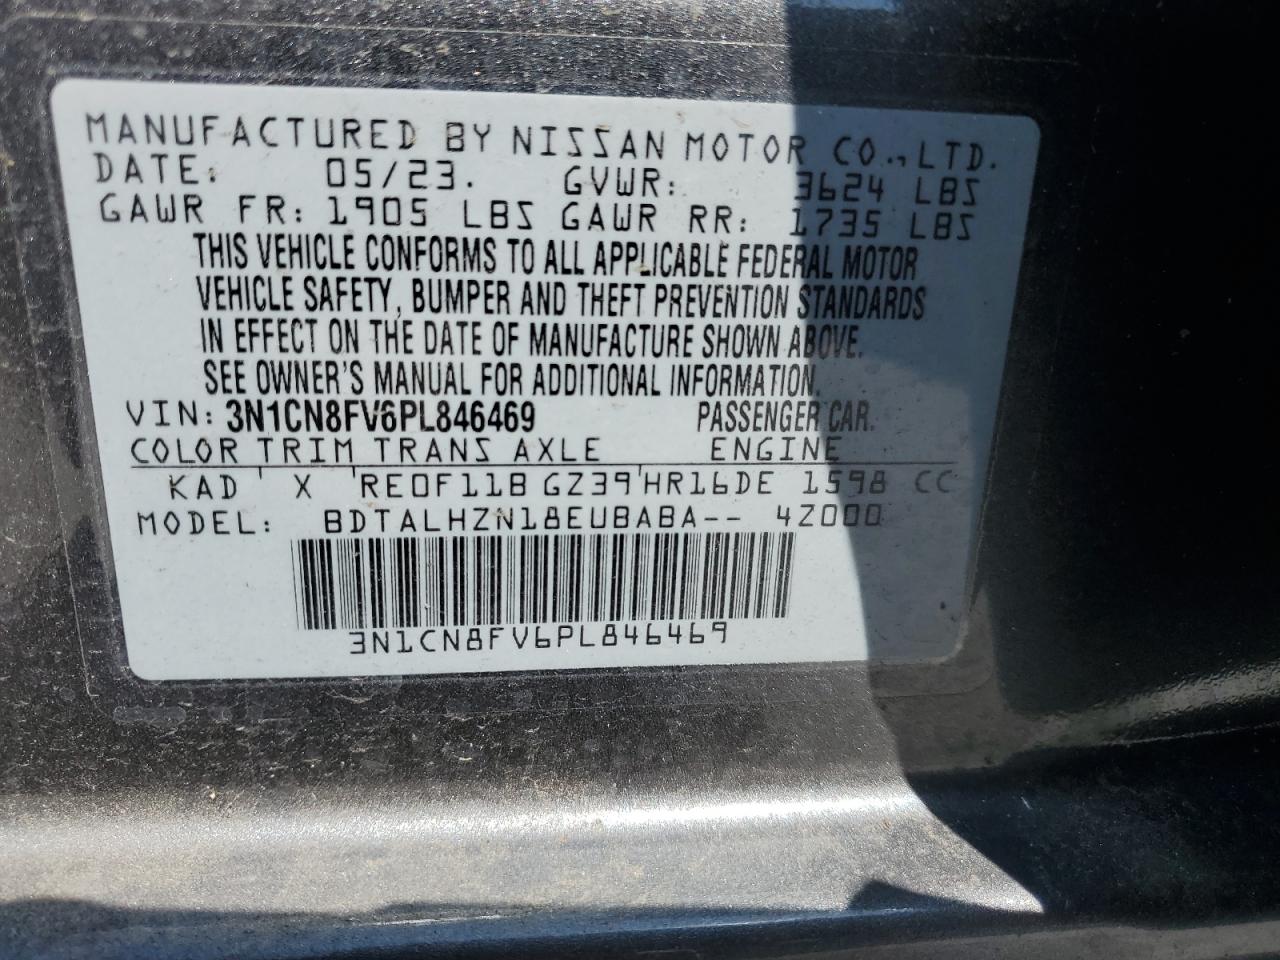 MANUFACTURED BY NISSAN MOTOR CO., LTD.
DATE: 05/23. GVWR: 3624 LBS
GAWR FR: 1905 LBS GAWR RR: 1735 LBS
THIS VEHICLE CONFORMS TO ALL APPLICABLE FEDERAL MOTOR
VEHICLE SAFETY, BUMPER AND THEFT PREVENTION STANDARDS
IN EFFECT ON THE DATE OF MANUFACTURE SHOWN ABOVE.
SEE OWNER'S MANUAL FOR ADDITIONAL INFORMATION.
VIN: 3N1CN8FV6PL846469 PASSENGER CAR.
COLOR TRIM TRANS AXLE ENGINE
KAD ' X ' RE0F11B GZ39 ' HR16DE 1598 CC
MODEL: BDTALHZN18EUBABA-- 4Z000
3N1CN8FV6PL846469